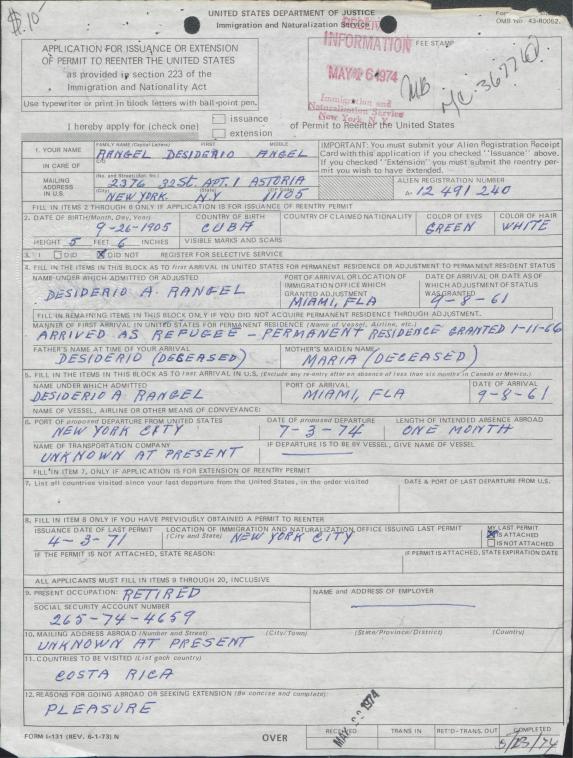 $.10-
UNITED STATES DEPARTMENT OF JUSTICE
Immigration and Naturalization Service
OMB No. 43-R0062.
APPLICATION FOR ISSUANCE OR EXTENSION
OF PERMIT TO REENTER THE UNITED STATES
as provided in section 223 of the
Immigration and Nationality Act
INFORMATION
FEE STAMP
MAY 2 6 1974
Immigration and
Naturalization Service
New York, N.Y.
Use typewriter or print in block letters with ball-point pen.
I hereby apply for (check one) issuance
extension
of Permit to Reenter the United States
1. YOUR NAME FAMILY NAME (Capital Letters) FIRST MIDDLE
RANGEL DESIDERIO ANGEL
IMPORTANT: You must submit your Alien Registration Receipt
Card with this application if you checked "Issuance" above.
If you checked "Extension" you must submit the reentry per-
mit you wish to have extended.
IN CARE OF C/O
MAILING ADDRESS IN U.S. No. and Street (Apt. No.)
2376 32 St. APT. 1 ASTORIA
(City) (State)
NEW YORK N.Y 11105
ALIEN REGISTRATION NUMBER
A- 12 491 240
FILL IN ITEMS 2 THROUGH 6 ONLY IF APPLICATION IS FOR ISSUANCE OF REENTRY PERMIT
2. DATE OF BIRTH (Month, Day, Year) COUNTRY OF BIRTH COUNTRY OF CLAIMED NATIONALITY COLOR OF EYES COLOR OF HAIR
9-26-1905 CUBA GREEN WHITE
HEIGHT 5 FEET 6 INCHES VISIBLE MARKS AND SCARS
3. I DID X DID NOT REGISTER FOR SELECTIVE SERVICE
4. FILL IN THE ITEMS IN THIS BLOCK AS TO first ARRIVAL IN UNITED STATES FOR PERMANENT RESIDENCE OR ADJUSTMENT TO PERMANENT RESIDENT STATUS
NAME UNDER WHICH ADMITTED OR ADJUSTED PORT OF ARRIVAL OR LOCATION OF IMMIGRATION OFFICE WHICH GRANTED ADJUSTMENT DATE OF ARRIVAL OR DATE AS OF WHICH ADJUSTMENT OF STATUS WAS GRANTED
DESIDERIO A. RANGEL MIAMI, FLA 9-8-61
FILL IN REMAINING ITEMS IN THIS BLOCK ONLY IF YOU DID NOT ACQUIRE PERMANENT RESIDENCE THROUGH ADJUSTMENT.
MANNER OF FIRST ARRIVAL IN UNITED STATES FOR PERMANENT RESIDENCE (Name of Vessel, Airline, etc.)
ARRIVED AS REFUGEE - PERMANENT RESIDENCE GRANTED 1-11-66
FATHER'S NAME AT TIME OF YOUR ARRIVAL MOTHER'S MAIDEN NAME
DESIDERIO (DECEASED) MARIA (DECEASED)
5. FILL IN THE ITEMS IN THIS BLOCK AS TO last ARRIVAL IN U.S. (Exclude any re-entry after an absence of less than six months in Canada or Mexico.)
NAME UNDER WHICH ADMITTED PORT OF ARRIVAL DATE OF ARRIVAL
DESIDERIO A RANGEL MIAMI, FLA 9-8-61
NAME OF VESSEL, AIRLINE OR OTHER MEANS OF CONVEYANCE:
6. PORT OF proposed DEPARTURE FROM UNITED STATES DATE OF proposed DEPARTURE LENGTH OF INTENDED ABSENCE ABROAD
NEW YORK CITY 7-3-74 ONE MONTH
NAME OF TRANSPORTATION COMPANY IF DEPARTURE IS TO BE BY VESSEL, GIVE NAME OF VESSEL
UNKNOWN AT PRESENT
FILL IN ITEM 7, ONLY IF APPLICATION IS FOR EXTENSION OF REENTRY PERMIT
7. List all countries visited since your last departure from the United States, in the order visited DATE & PORT OF LAST DEPARTURE FROM U.S.
8. FILL IN ITEM 8 ONLY IF YOU HAVE PREVIOUSLY OBTAINED A PERMIT TO REENTER
ISSUANCE DATE OF LAST PERMIT LOCATION OF IMMIGRATION AND NATURALIZATION OFFICE ISSUING LAST PERMIT MY LAST PERMIT
4-3-71 (City and State) NEW YORK CITY X IS ATTACHED
IS NOT ATTACHED
IF THE PERMIT IS NOT ATTACHED, STATE REASON: IF PERMIT IS ATTACHED, STATE EXPIRATION DATE
ALL APPLICANTS MUST FILL IN ITEMS 9 THROUGH 20, INCLUSIVE
9. PRESENT OCCUPATION: RETIRED NAME and ADDRESS OF EMPLOYER
SOCIAL SECURITY ACCOUNT NUMBER
265-74-4659
10. MAILING ADDRESS ABROAD (Number and Street) (City/Town) (State/Province/District) (Country)
UNKNOWN AT PRESENT
11. COUNTRIES TO BE VISITED (List each country)
COSTA RICA
12. REASONS FOR GOING ABROAD OR SEEKING EXTENSION (Be concise and complete)
PLEASURE
FORM I-131 (REV. 6-1-73) N OVER RECEIVED TRANS IN RET'D-TRANS. OUT COMPLETED